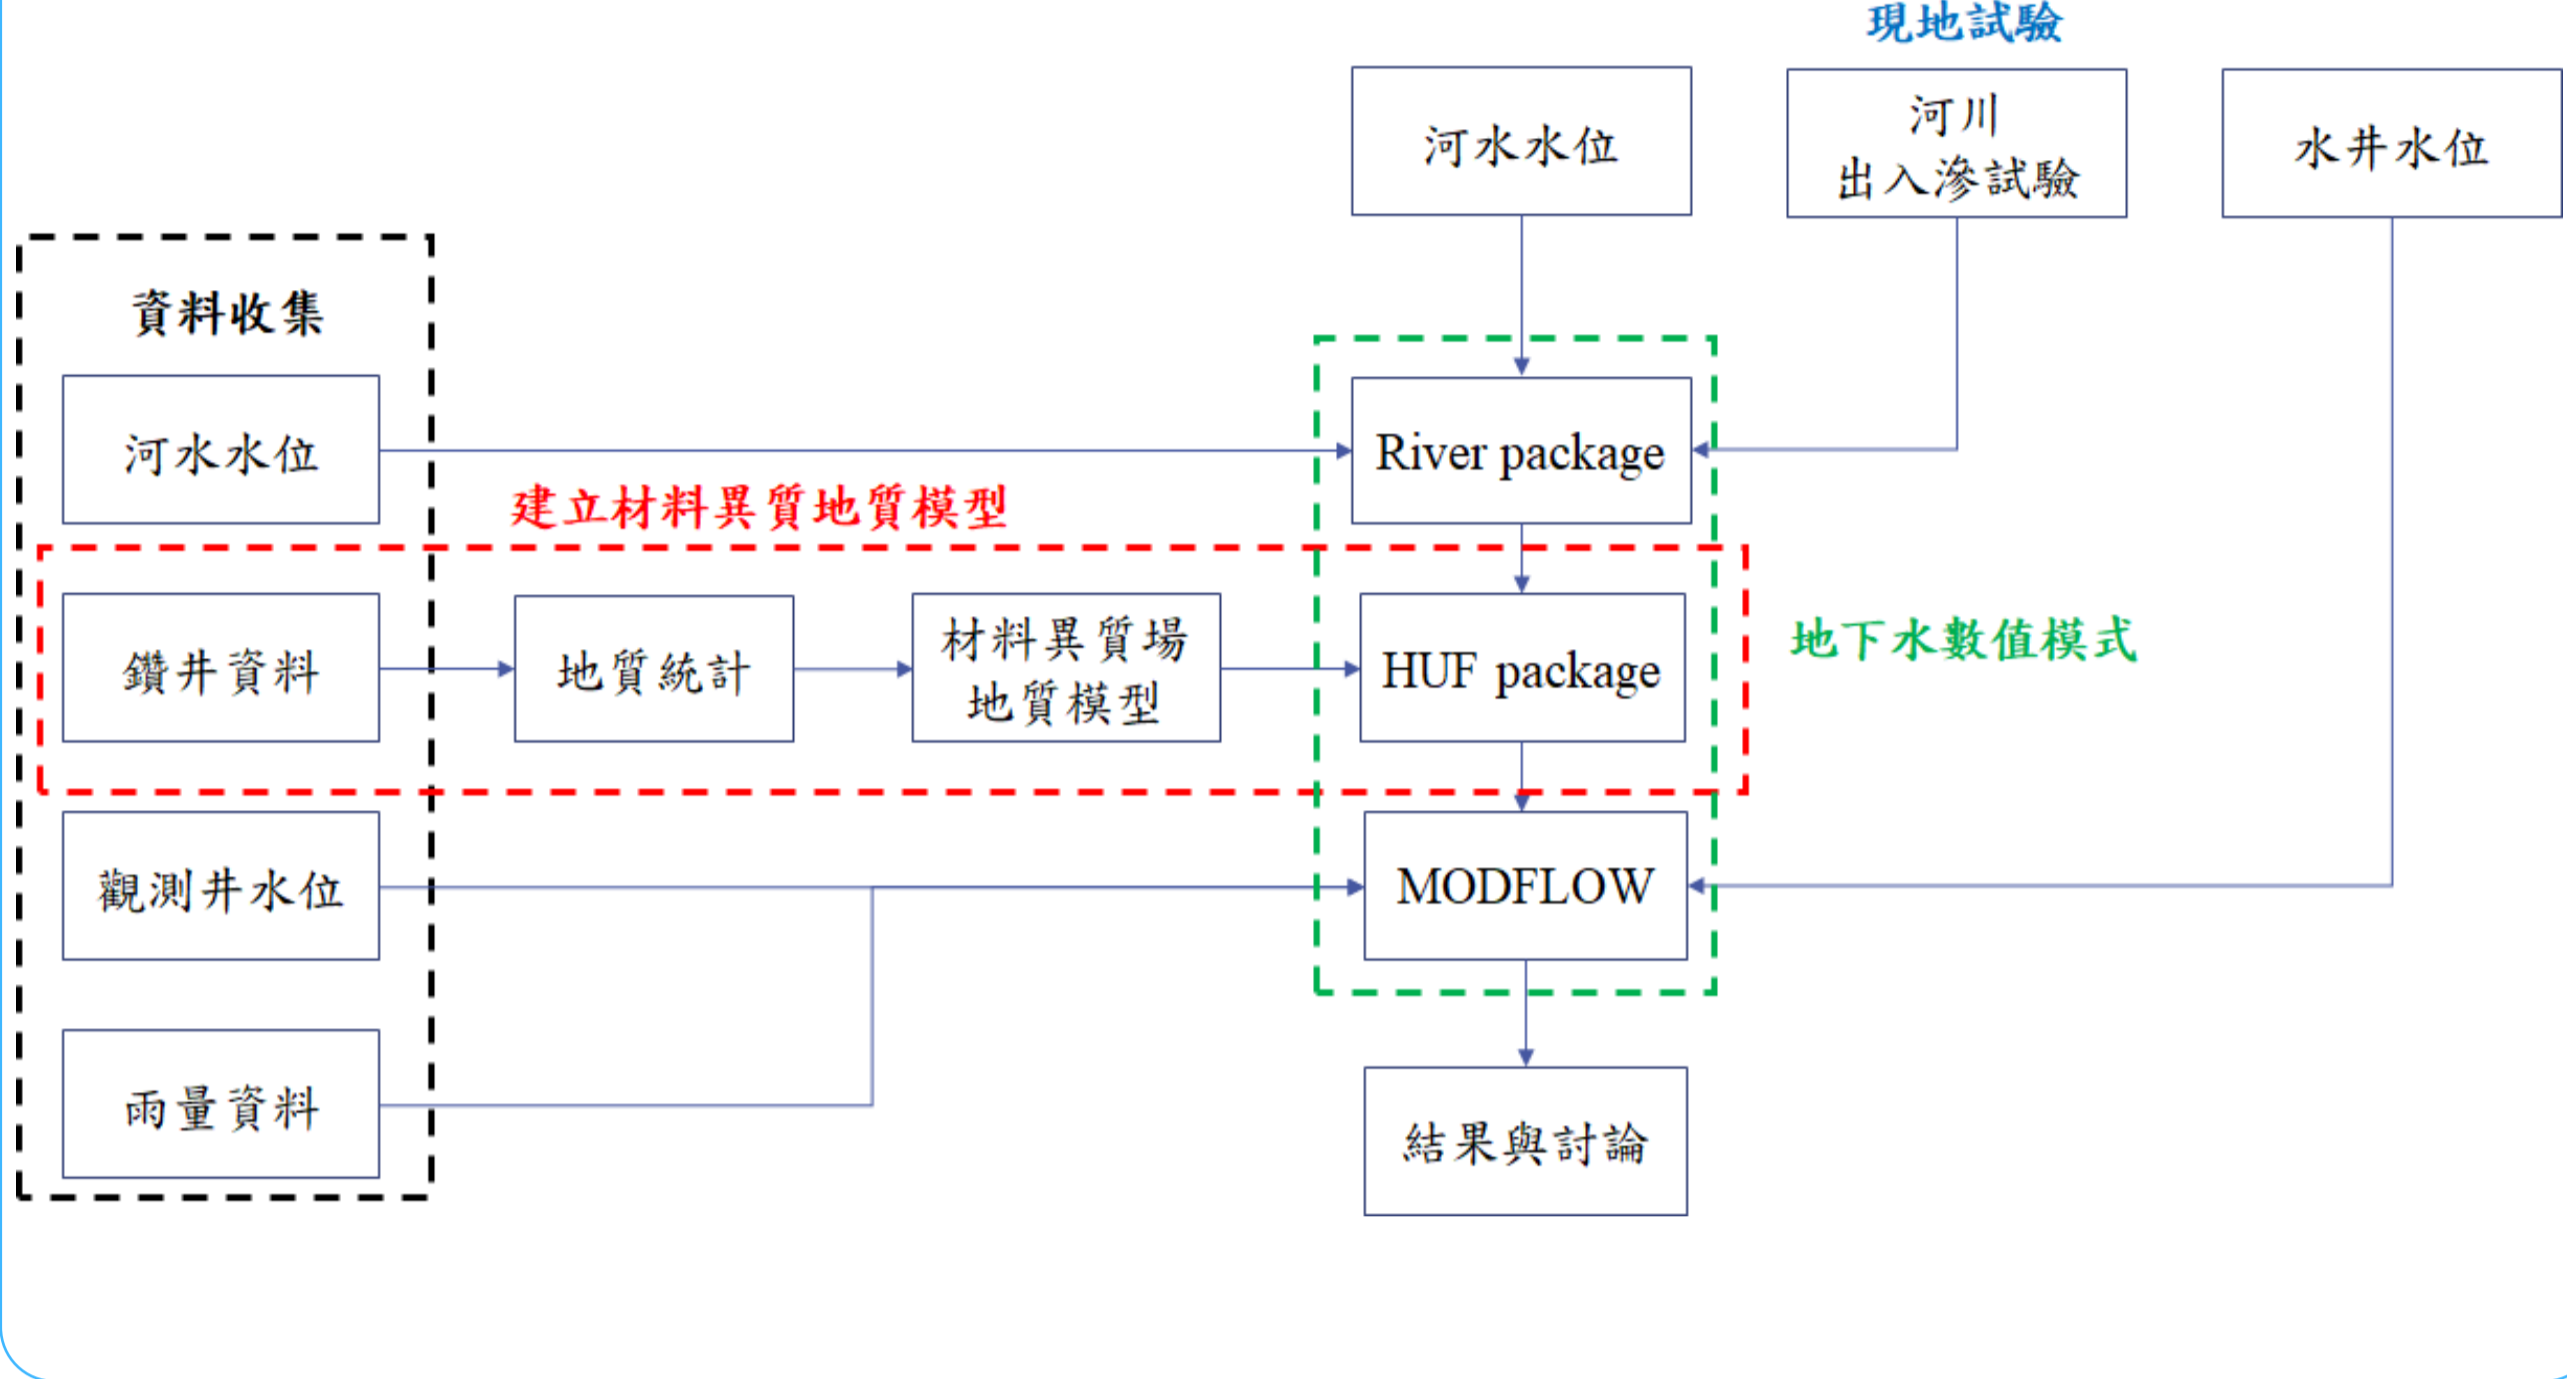 現地試驗
河水水位
河川
出入滲試驗
水井水位
資料收集
河水水位
River package
建立材料異質地質模型
鑽井資料
地質統計
材料異質場
地質模型
HUF package
地下水數值模式
觀測井水位
MODFLOW
雨量資料
結果與討論